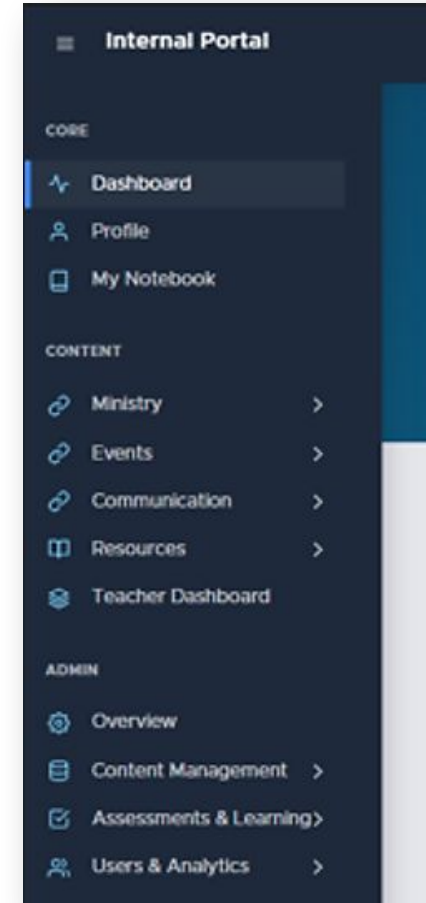 Internal Portal
CORE
Dashboard
Profile
My Notebook
CONTENT
Ministry
Events
Communication
Resources
Teacher Dashboard
ADMIN
Overview
Content Management
Assessments & Learning
Users & Analytics